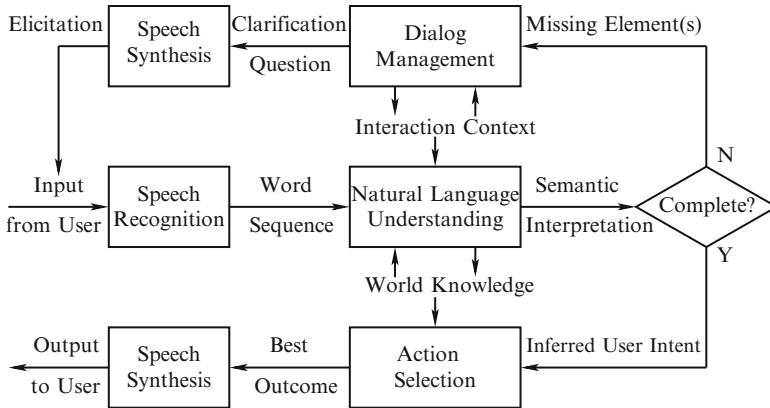 Elicitation
Speech
Synthesis
Clarification
Question
Dialog
Management
Missing Element(s)
Interaction Context
N
Input
from User
Speech
Recognition
Word
Sequence
Natural Language
Understanding
Semantic
Interpretation
Complete?
Y
World Knowledge
Output
to User
Speech
Synthesis
Best
Outcome
Action
Selection
Inferred User Intent